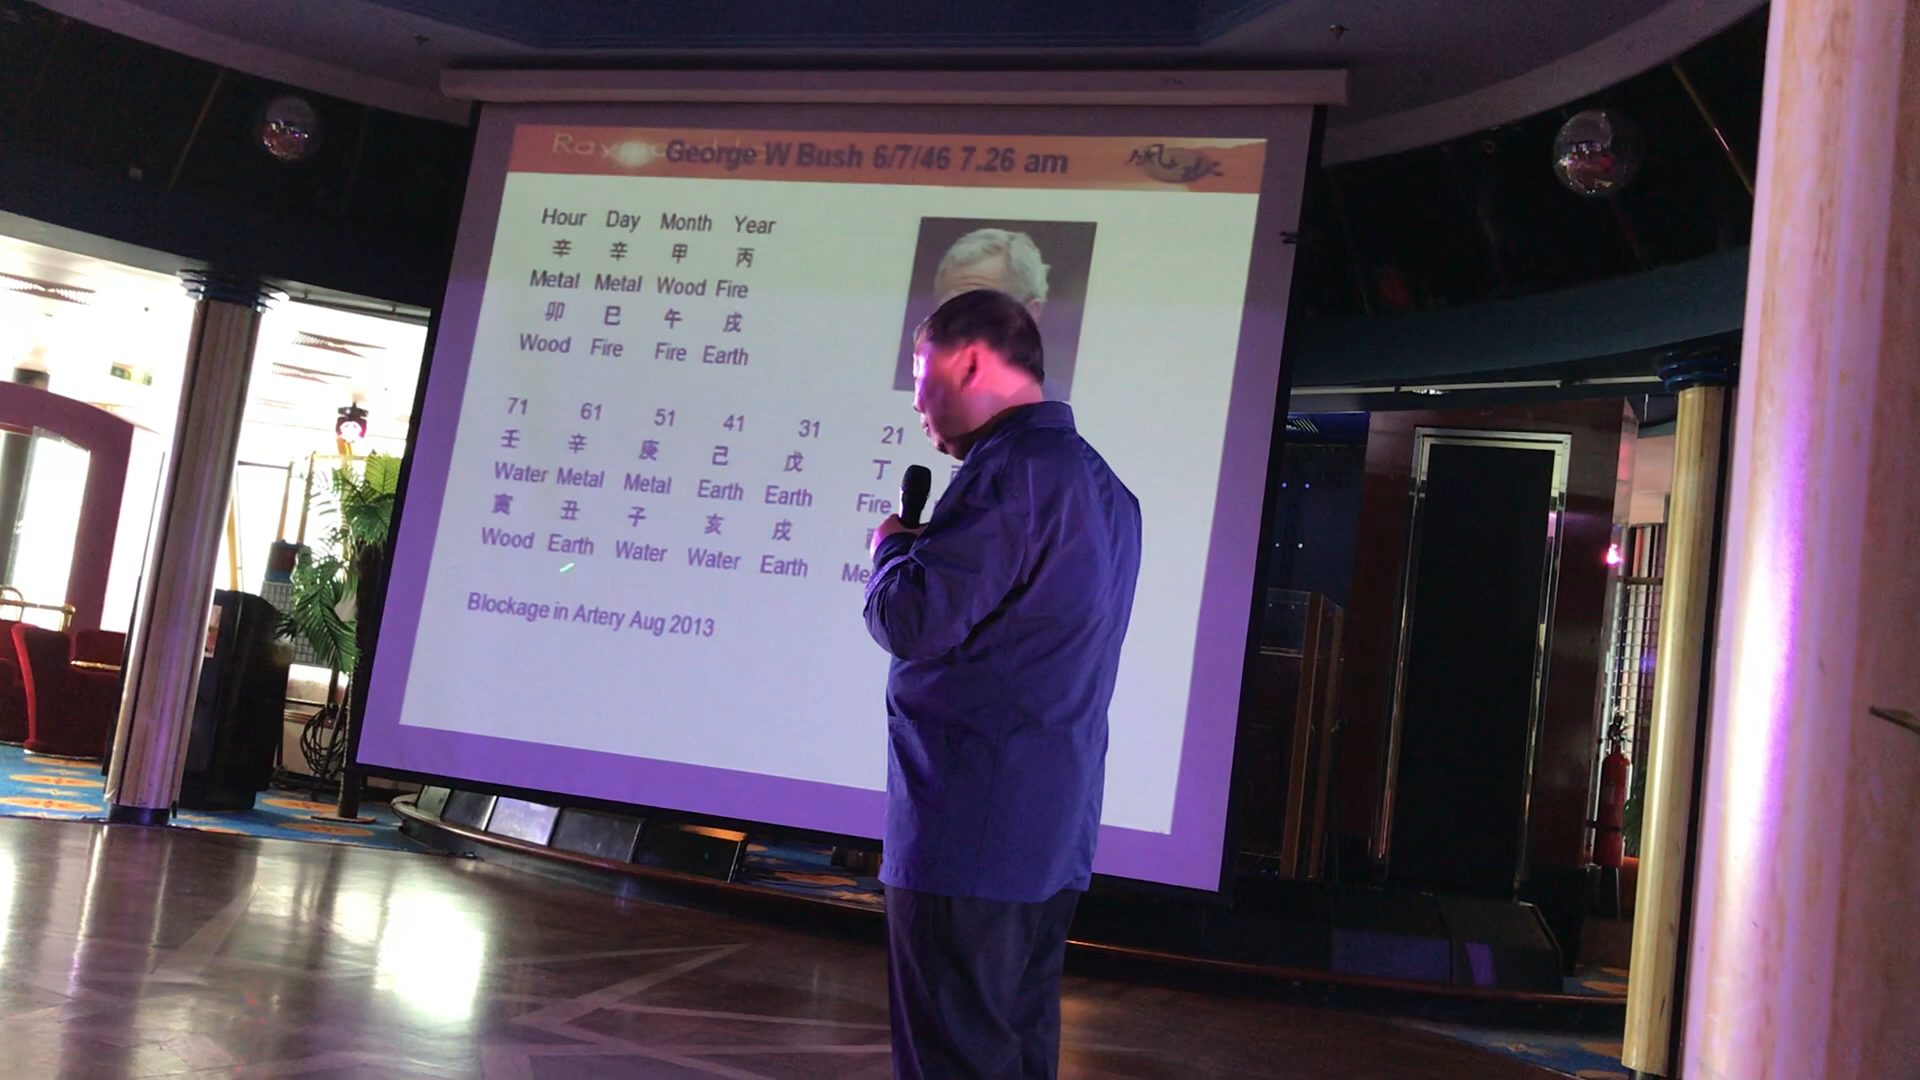 George W Bush 6/7/46 7.26 am
Hour Day Month Year
辛 辛 甲 丙
Metal Metal Wood Fire
卯 巳 午 戌
Wood Fire Fire Earth
71 61 51 41 31 21
壬 辛 庚 己 戊 丁
Water Metal Metal Earth Earth Fire
寅 丑 子 亥 戌
Wood Earth Water Water Earth
Blockage in Artery Aug 2013